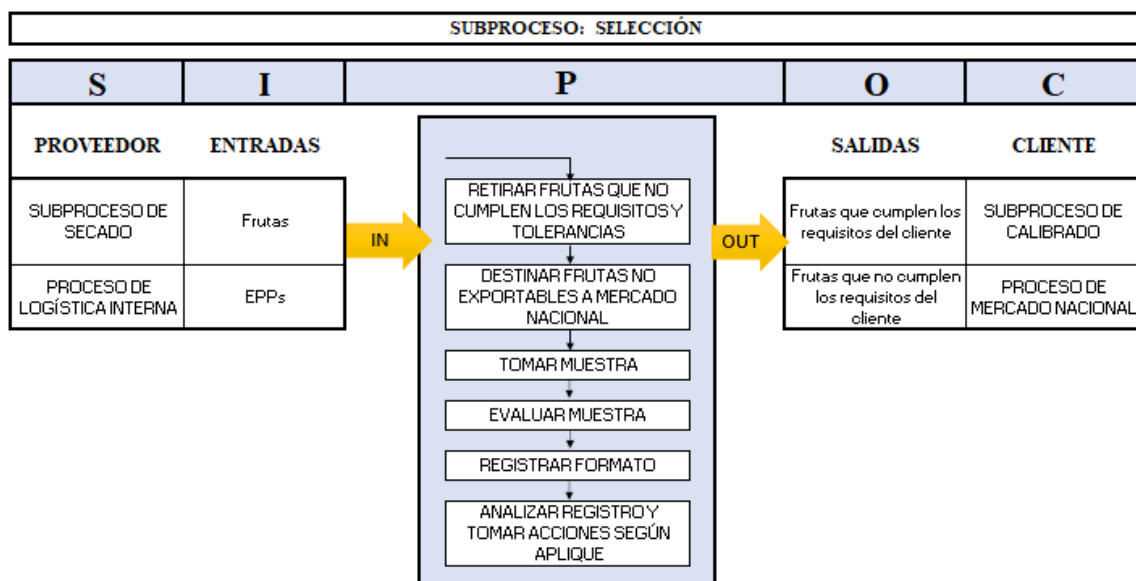 SUBPROCESO: SELECCIÓN
S
I
P
O
C
PROVEEDOR
ENTRADAS
SALIDAS
CLIENTE
SUBPROCESO DE
SECADO
Frutas
PROCESO DE
LOGÍSTICA INTERNA
EPPs
IN
RETIRAR FRUTAS QUE NO
CUMPLEN LOS REQUISITOS Y
TOLERANCIAS
DESTINAR FRUTAS NO
EXPORTABLES A MERCADO
NACIONAL
TOMAR MUESTRA
EVALUAR MUESTRA
REGISTRAR FORMATO
ANALIZAR REGISTRO Y
TOMAR ACCIONES SEGÚN
APLIQUE
OUT
Frutas que cumplen los
requisitos del cliente
SUBPROCESO DE
CALIBRADO
Frutas que no cumplen
los requisitos del
cliente
PROCESO DE
MERCADO NACIONAL